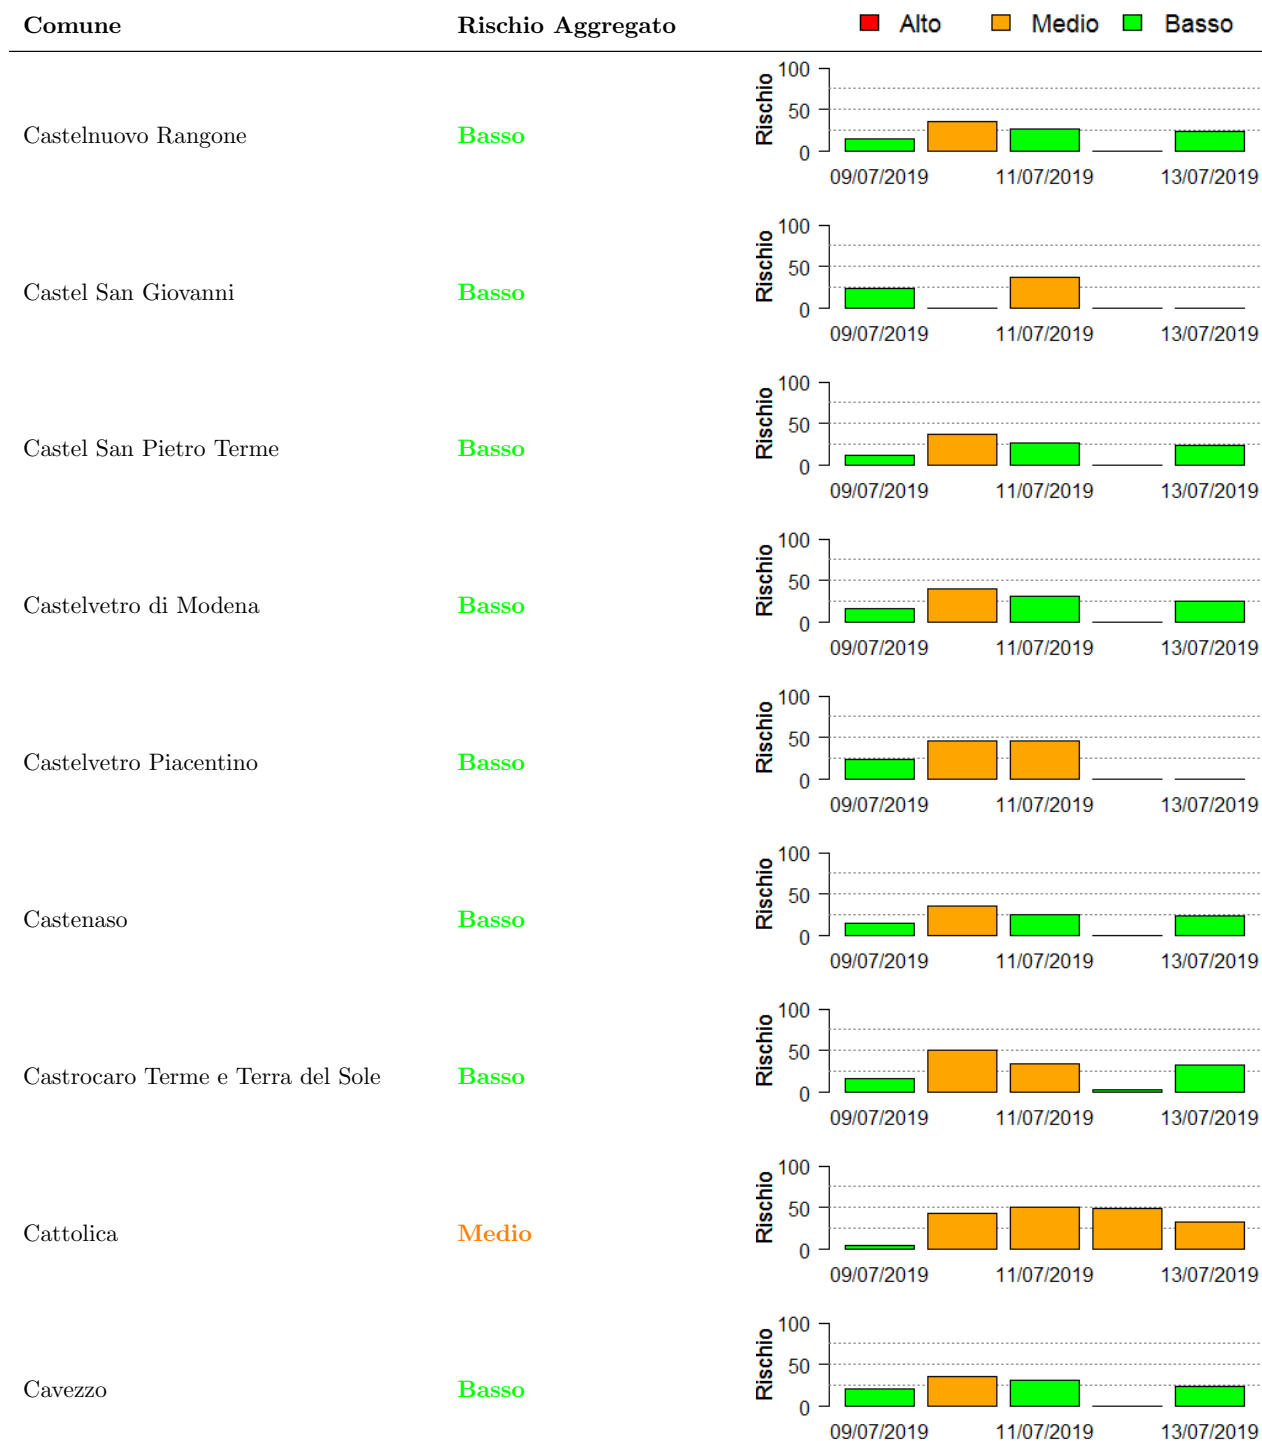 Comune Rischio Aggregato Alto Medio Basso
Castelnuovo Rangone Basso Rischio 100 50 0
09/07/2019 11/07/2019 13/07/2019
Castel San Giovanni Basso Rischio 100 50 0
09/07/2019 11/07/2019 13/07/2019
Castel San Pietro Terme Basso Rischio 100 50 0
09/07/2019 11/07/2019 13/07/2019
Castelvetro di Modena Basso Rischio 100 50 0
09/07/2019 11/07/2019 13/07/2019
Castelvetro Piacentino Basso Rischio 100 50 0
09/07/2019 11/07/2019 13/07/2019
Castenaso Basso Rischio 100 50 0
09/07/2019 11/07/2019 13/07/2019
Castrocaro Terme e Terra del Sole Basso Rischio 100 50 0
09/07/2019 11/07/2019 13/07/2019
Cattolica Medio Rischio 100 50 0
09/07/2019 11/07/2019 13/07/2019
Cavezzo Basso Rischio 100 50 0
09/07/2019 11/07/2019 13/07/2019